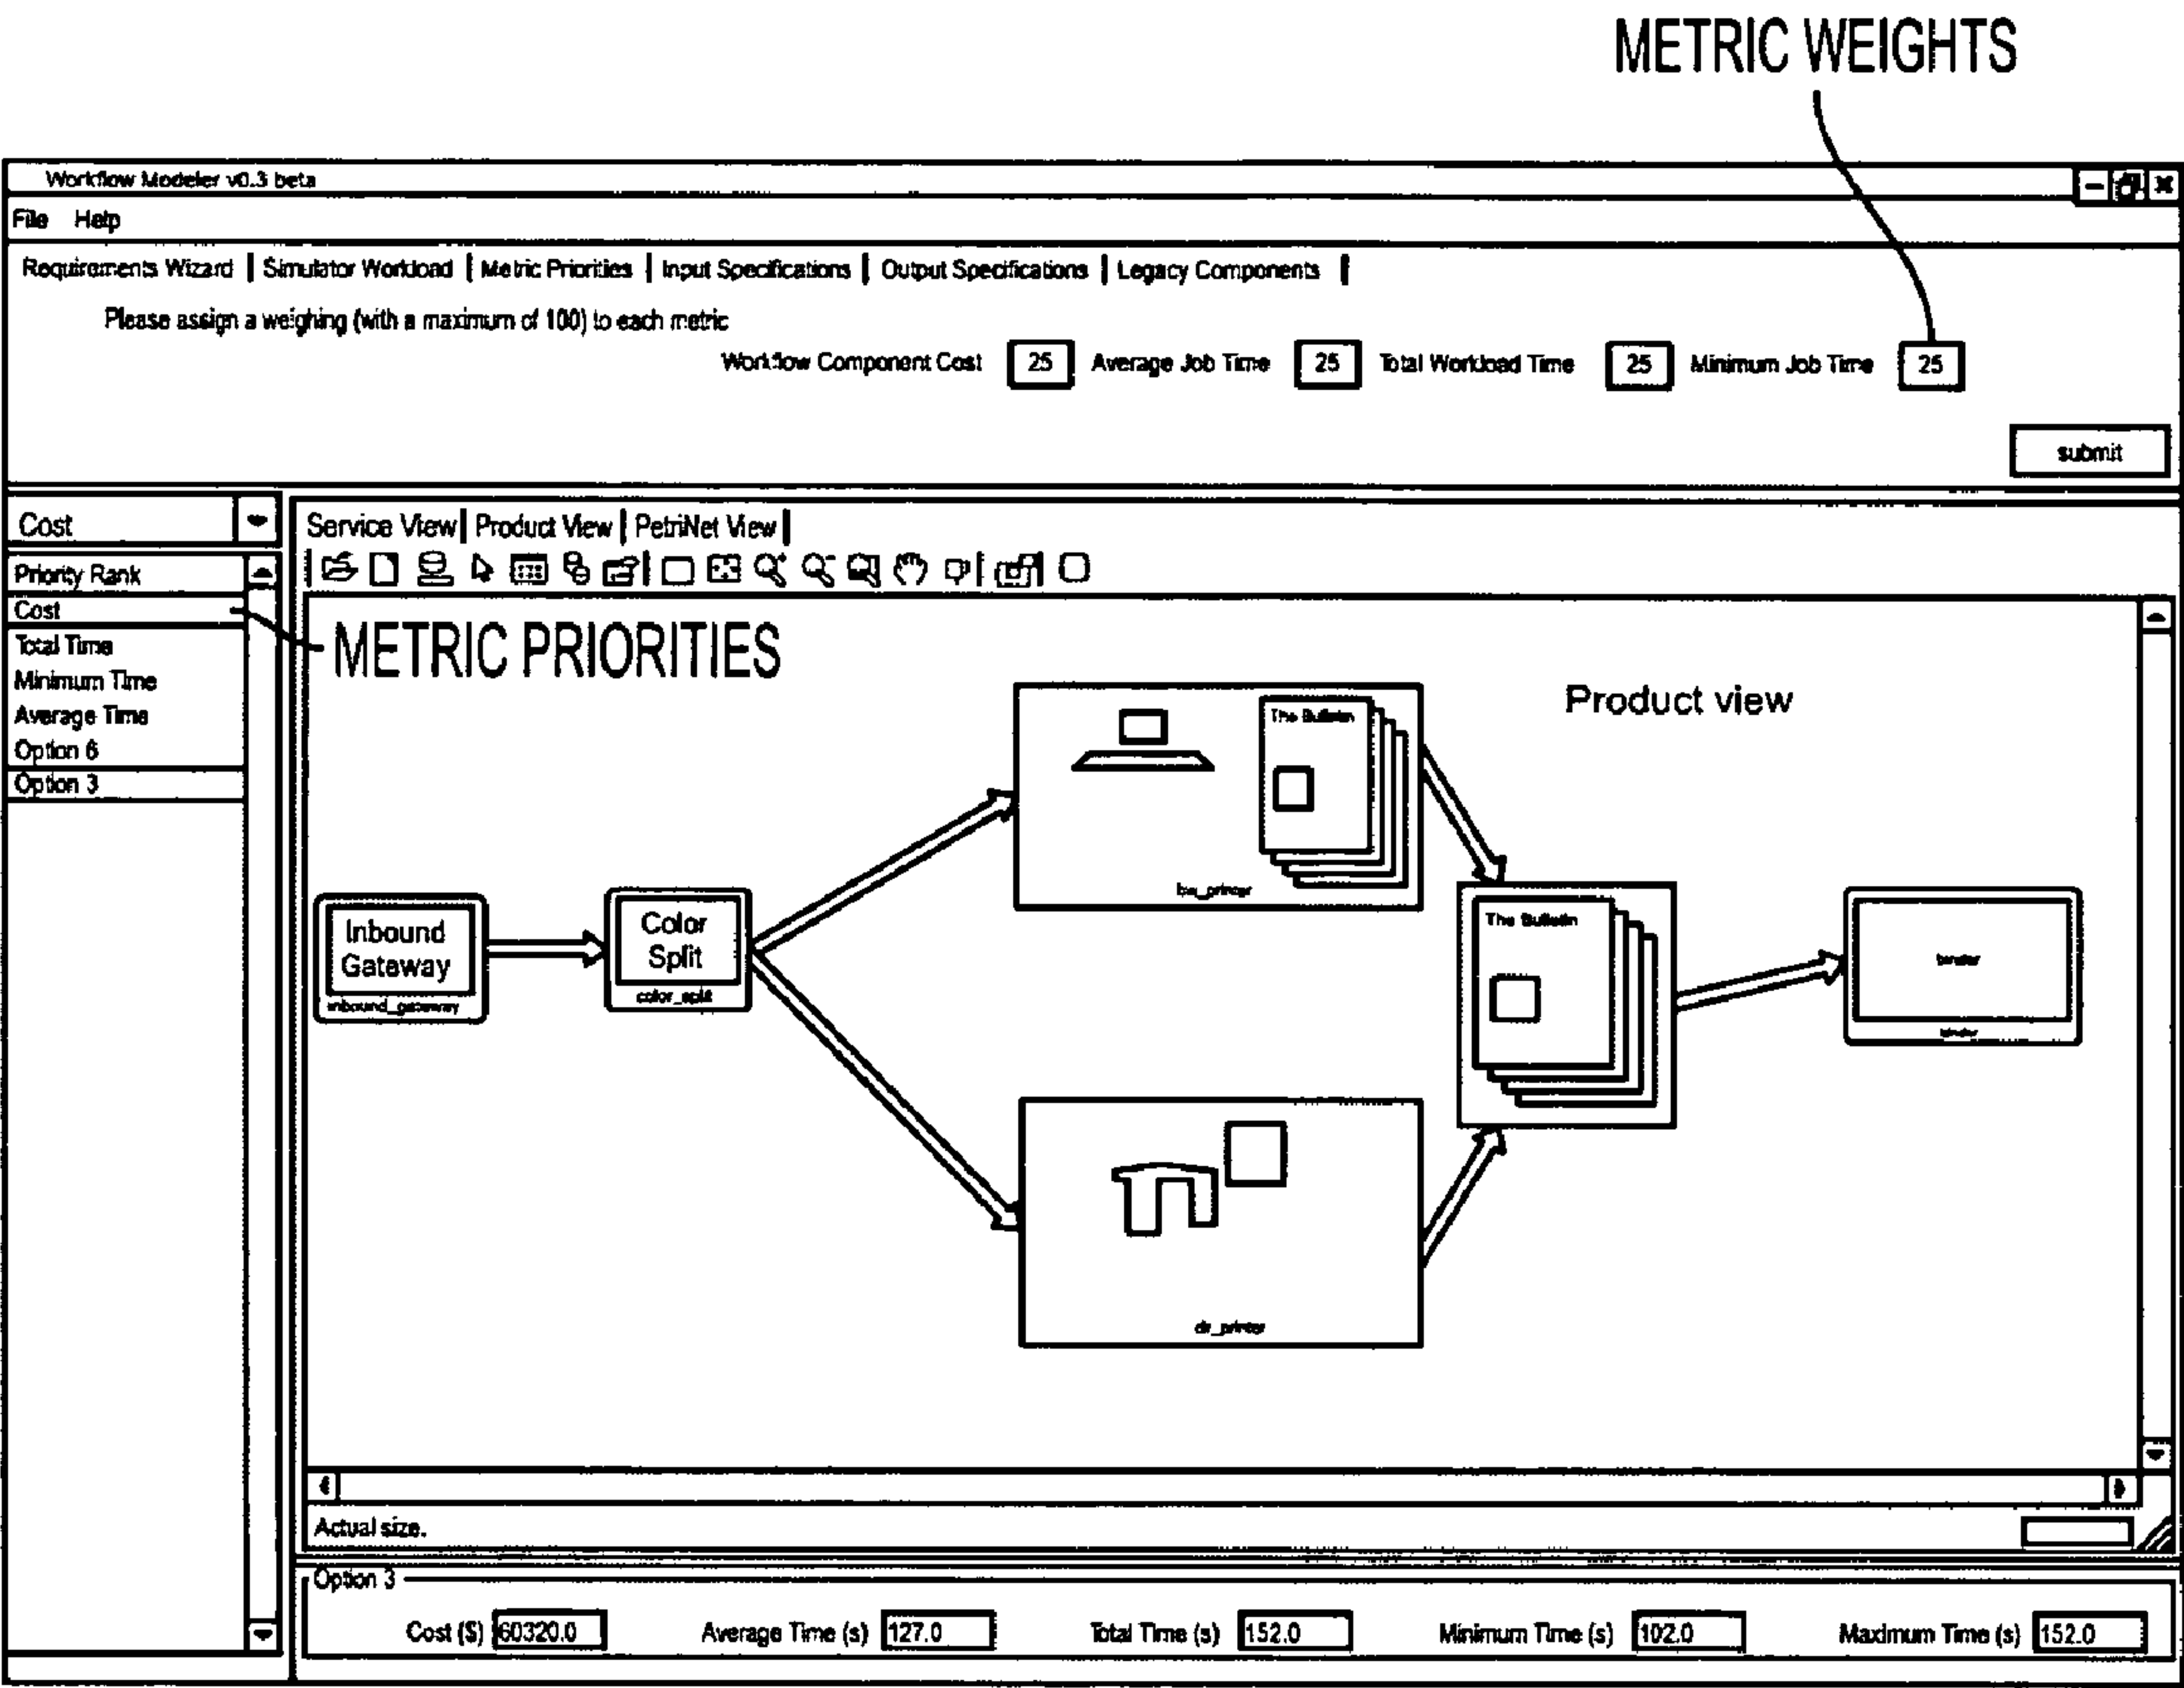 METRIC WEIGHTS
Workflow Modeler v0.3 beta
File Help
Requirements Wizard | Simulator Workload | Metric Priorities | Input Specifications | Output Specifications | Legacy Components |
Please assign a weighing (with a maximum of 100) to each metric
Workflow Component Cost 25 Average Job Time 25 Total Workload Time 25 Minimum Job Time 25
submit
Cost
Service View | Product View | PetriNet View |
Priority Rank
Cost
Total Time
Minimum Time
Average Time
Option 6
Option 3
METRIC PRIORITIES
Product view
The Bulletin
bw_printer
Inbound
Gateway
inbound_gateway
Color
Split
color_split
The Bulletin
binder
binder
clr_printer
Actual size.
Option 3
Cost ($) 60320.0 Average Time (s) 127.0 Total Time (s) 152.0 Minimum Time (s) 102.0 Maximum Time (s) 152.0